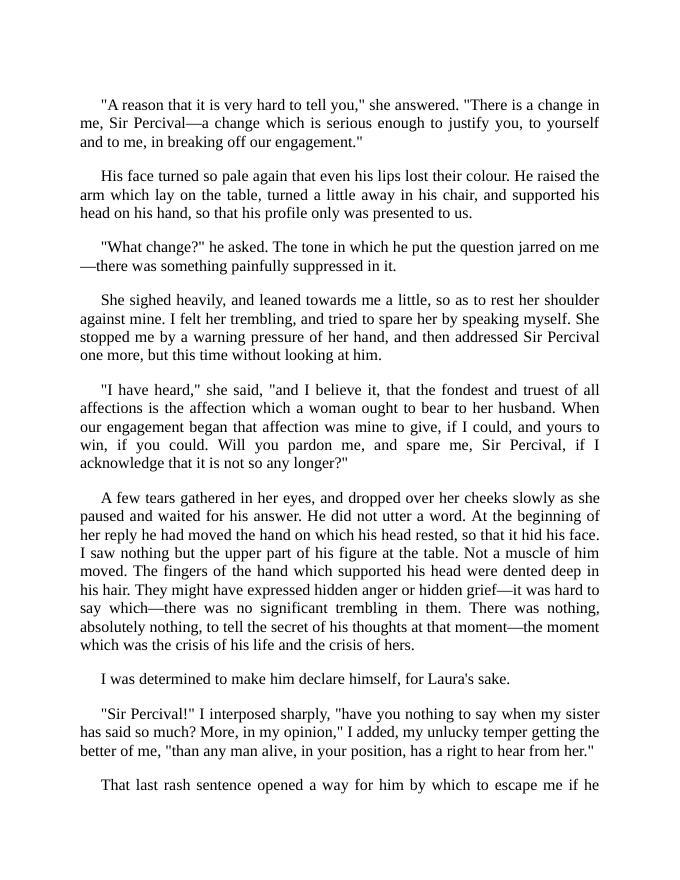 "A reason that it is very hard to tell you," she answered. "There is a change in
me, Sir Percival—a change which is serious enough to justify you, to yourself
and to me, in breaking off our engagement."
His face turned so pale again that even his lips lost their colour. He raised the
arm which lay on the table, turned a little away in his chair, and supported his
head on his hand, so that his profile only was presented to us.
"What change?" he asked. The tone in which he put the question jarred on me
—there was something painfully suppressed in it.
She sighed heavily, and leaned towards me a little, so as to rest her shoulder
against mine. I felt her trembling, and tried to spare her by speaking myself. She
stopped me by a warning pressure of her hand, and then addressed Sir Percival
one more, but this time without looking at him.
"I have heard," she said, "and I believe it, that the fondest and truest of all
affections is the affection which a woman ought to bear to her husband. When
our engagement began that affection was mine to give, if I could, and yours to
win, if you could. Will you pardon me, and spare me, Sir Percival, if I
acknowledge that it is not so any longer?"
A few tears gathered in her eyes, and dropped over her cheeks slowly as she
paused and waited for his answer. He did not utter a word. At the beginning of
her reply he had moved the hand on which his head rested, so that it hid his face.
I saw nothing but the upper part of his figure at the table. Not a muscle of him
moved. The fingers of the hand which supported his head were dented deep in
his hair. They might have expressed hidden anger or hidden grief—it was hard to
say which—there was no significant trembling in them. There was nothing,
absolutely nothing, to tell the secret of his thoughts at that moment—the moment
which was the crisis of his life and the crisis of hers.
I was determined to make him declare himself, for Laura's sake.
"Sir Percival!" I interposed sharply, "have you nothing to say when my sister
has said so much? More, in my opinion," I added, my unlucky temper getting the
better of me, "than any man alive, in your position, has a right to hear from her."
That last rash sentence opened a way for him by which to escape me if he